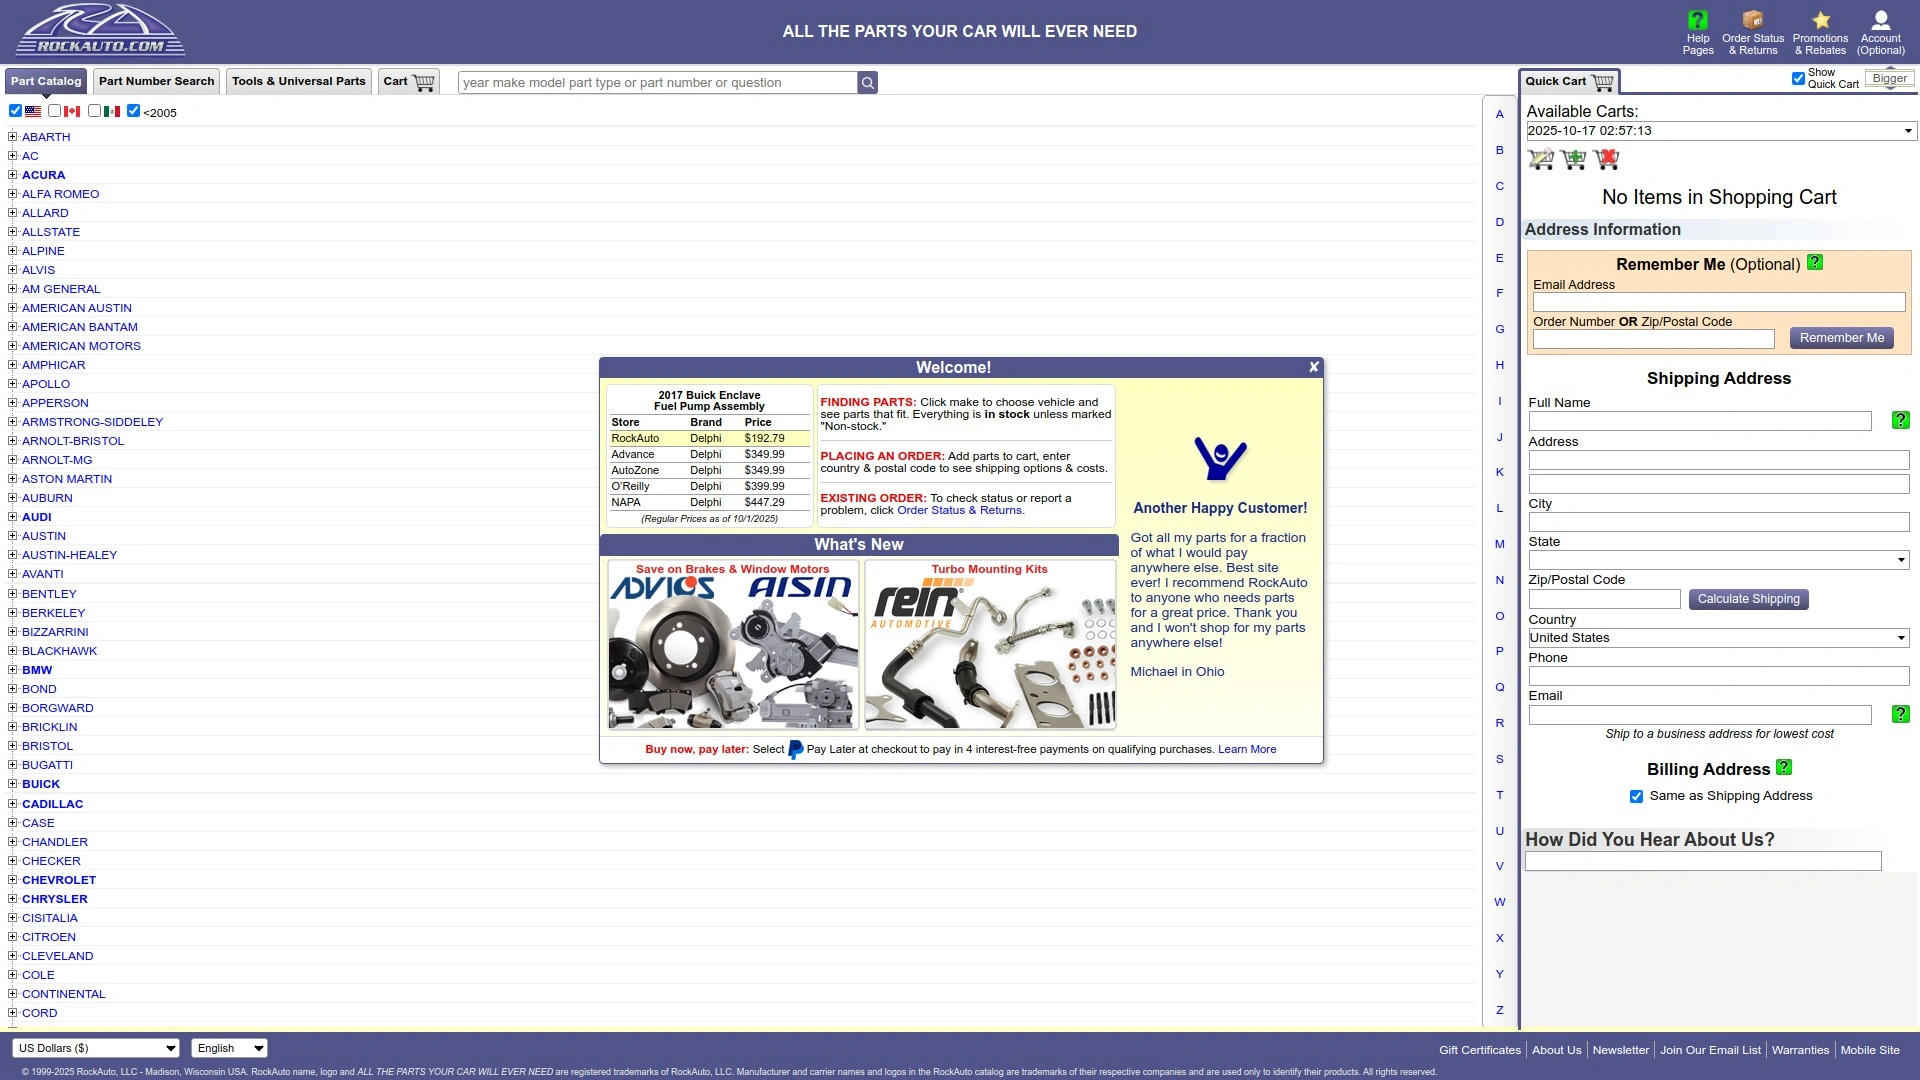 ROCKAUTO.COM
ALL THE PARTS YOUR CAR WILL EVER NEED
Help
Pages
Order Status
& Returns
Promotions
& Rebates
Account
(Optional)
Part Catalog
Part Number Search
Tools & Universal Parts
Cart
year make model part type or part number or question
Quick Cart
Show
Quick Cart
Bigger
<2005
ABARTH
AC
ACURA
ALFA ROMEO
ALLARD
ALLSTATE
ALPINE
ALVIS
AM GENERAL
AMERICAN AUSTIN
AMERICAN BANTAM
AMERICAN MOTORS
AMPHICAR
APOLLO
APPERSON
ARMSTRONG-SIDDELEY
ARNOLT-BRISTOL
ARNOLT-MG
ASTON MARTIN
AUBURN
AUDI
AUSTIN
AUSTIN-HEALEY
AVANTI
BENTLEY
BERKELEY
BIZZARRINI
BLACKHAWK
BMW
BOND
BORGWARD
BRICKLIN
BRISTOL
BUGATTI
BUICK
CADILLAC
CASE
CHANDLER
CHECKER
CHEVROLET
CHRYSLER
CISITALIA
CITROEN
CLEVELAND
COLE
CONTINENTAL
CORD
Welcome!
2017 Buick Enclave
Fuel Pump Assembly
Store Brand Price
RockAuto Delphi $192.79
Advance Delphi $349.99
AutoZone Delphi $349.99
O'Reilly Delphi $399.99
NAPA Delphi $447.29
(Regular Prices as of 10/1/2025)
FINDING PARTS: Click make to choose vehicle and
see parts that fit. Everything is in stock unless marked
"Non-stock."
PLACING AN ORDER: Add parts to cart, enter
country & postal code to see shipping options & costs.
EXISTING ORDER: To check status or report a
problem, click Order Status & Returns.
What's New
Save on Brakes & Window Motors
ADVICS AISIN
Turbo Mounting Kits
rein
AUTOMOTIVE
Another Happy Customer!
Got all my parts for a fraction
of what I would pay
anywhere else. Best site
ever! I recommend RockAuto
to anyone who needs parts
for a great price. Thank you
and I won't shop for my parts
anywhere else!
Michael in Ohio
Buy now, pay later: Select Pay Later at checkout to pay in 4 interest-free payments on qualifying purchases. Learn More
A
B
C
D
E
F
G
H
I
J
K
L
M
N
O
P
Q
R
S
T
U
V
W
X
Y
Z
Available Carts:
2025-10-17 02:57:13
No Items in Shopping Cart
Address Information
Remember Me (Optional) ?
Email Address
Order Number OR Zip/Postal Code
Remember Me
Shipping Address
Full Name
?
Address
City
State
Zip/Postal Code
Calculate Shipping
Country
United States
Phone
Email
?
Ship to a business address for lowest cost
Billing Address ?
Same as Shipping Address
How Did You Hear About Us?
US Dollars ($)
English
Gift Certificates
About Us
Newsletter
Join Our Email List
Warranties
Mobile Site
© 1999-2025 RockAuto, LLC - Madison, Wisconsin USA. RockAuto name, logo and ALL THE PARTS YOUR CAR WILL EVER NEED are registered trademarks of RockAuto, LLC. Manufacturer and carrier names and logos in the RockAuto catalog are trademarks of their respective companies and are used only to identify their products. All rights reserved.